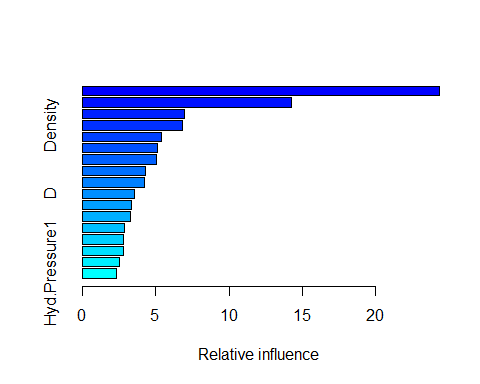 Density
D
Hyd.Pressure1
0 5 10 15 20
Relative influence